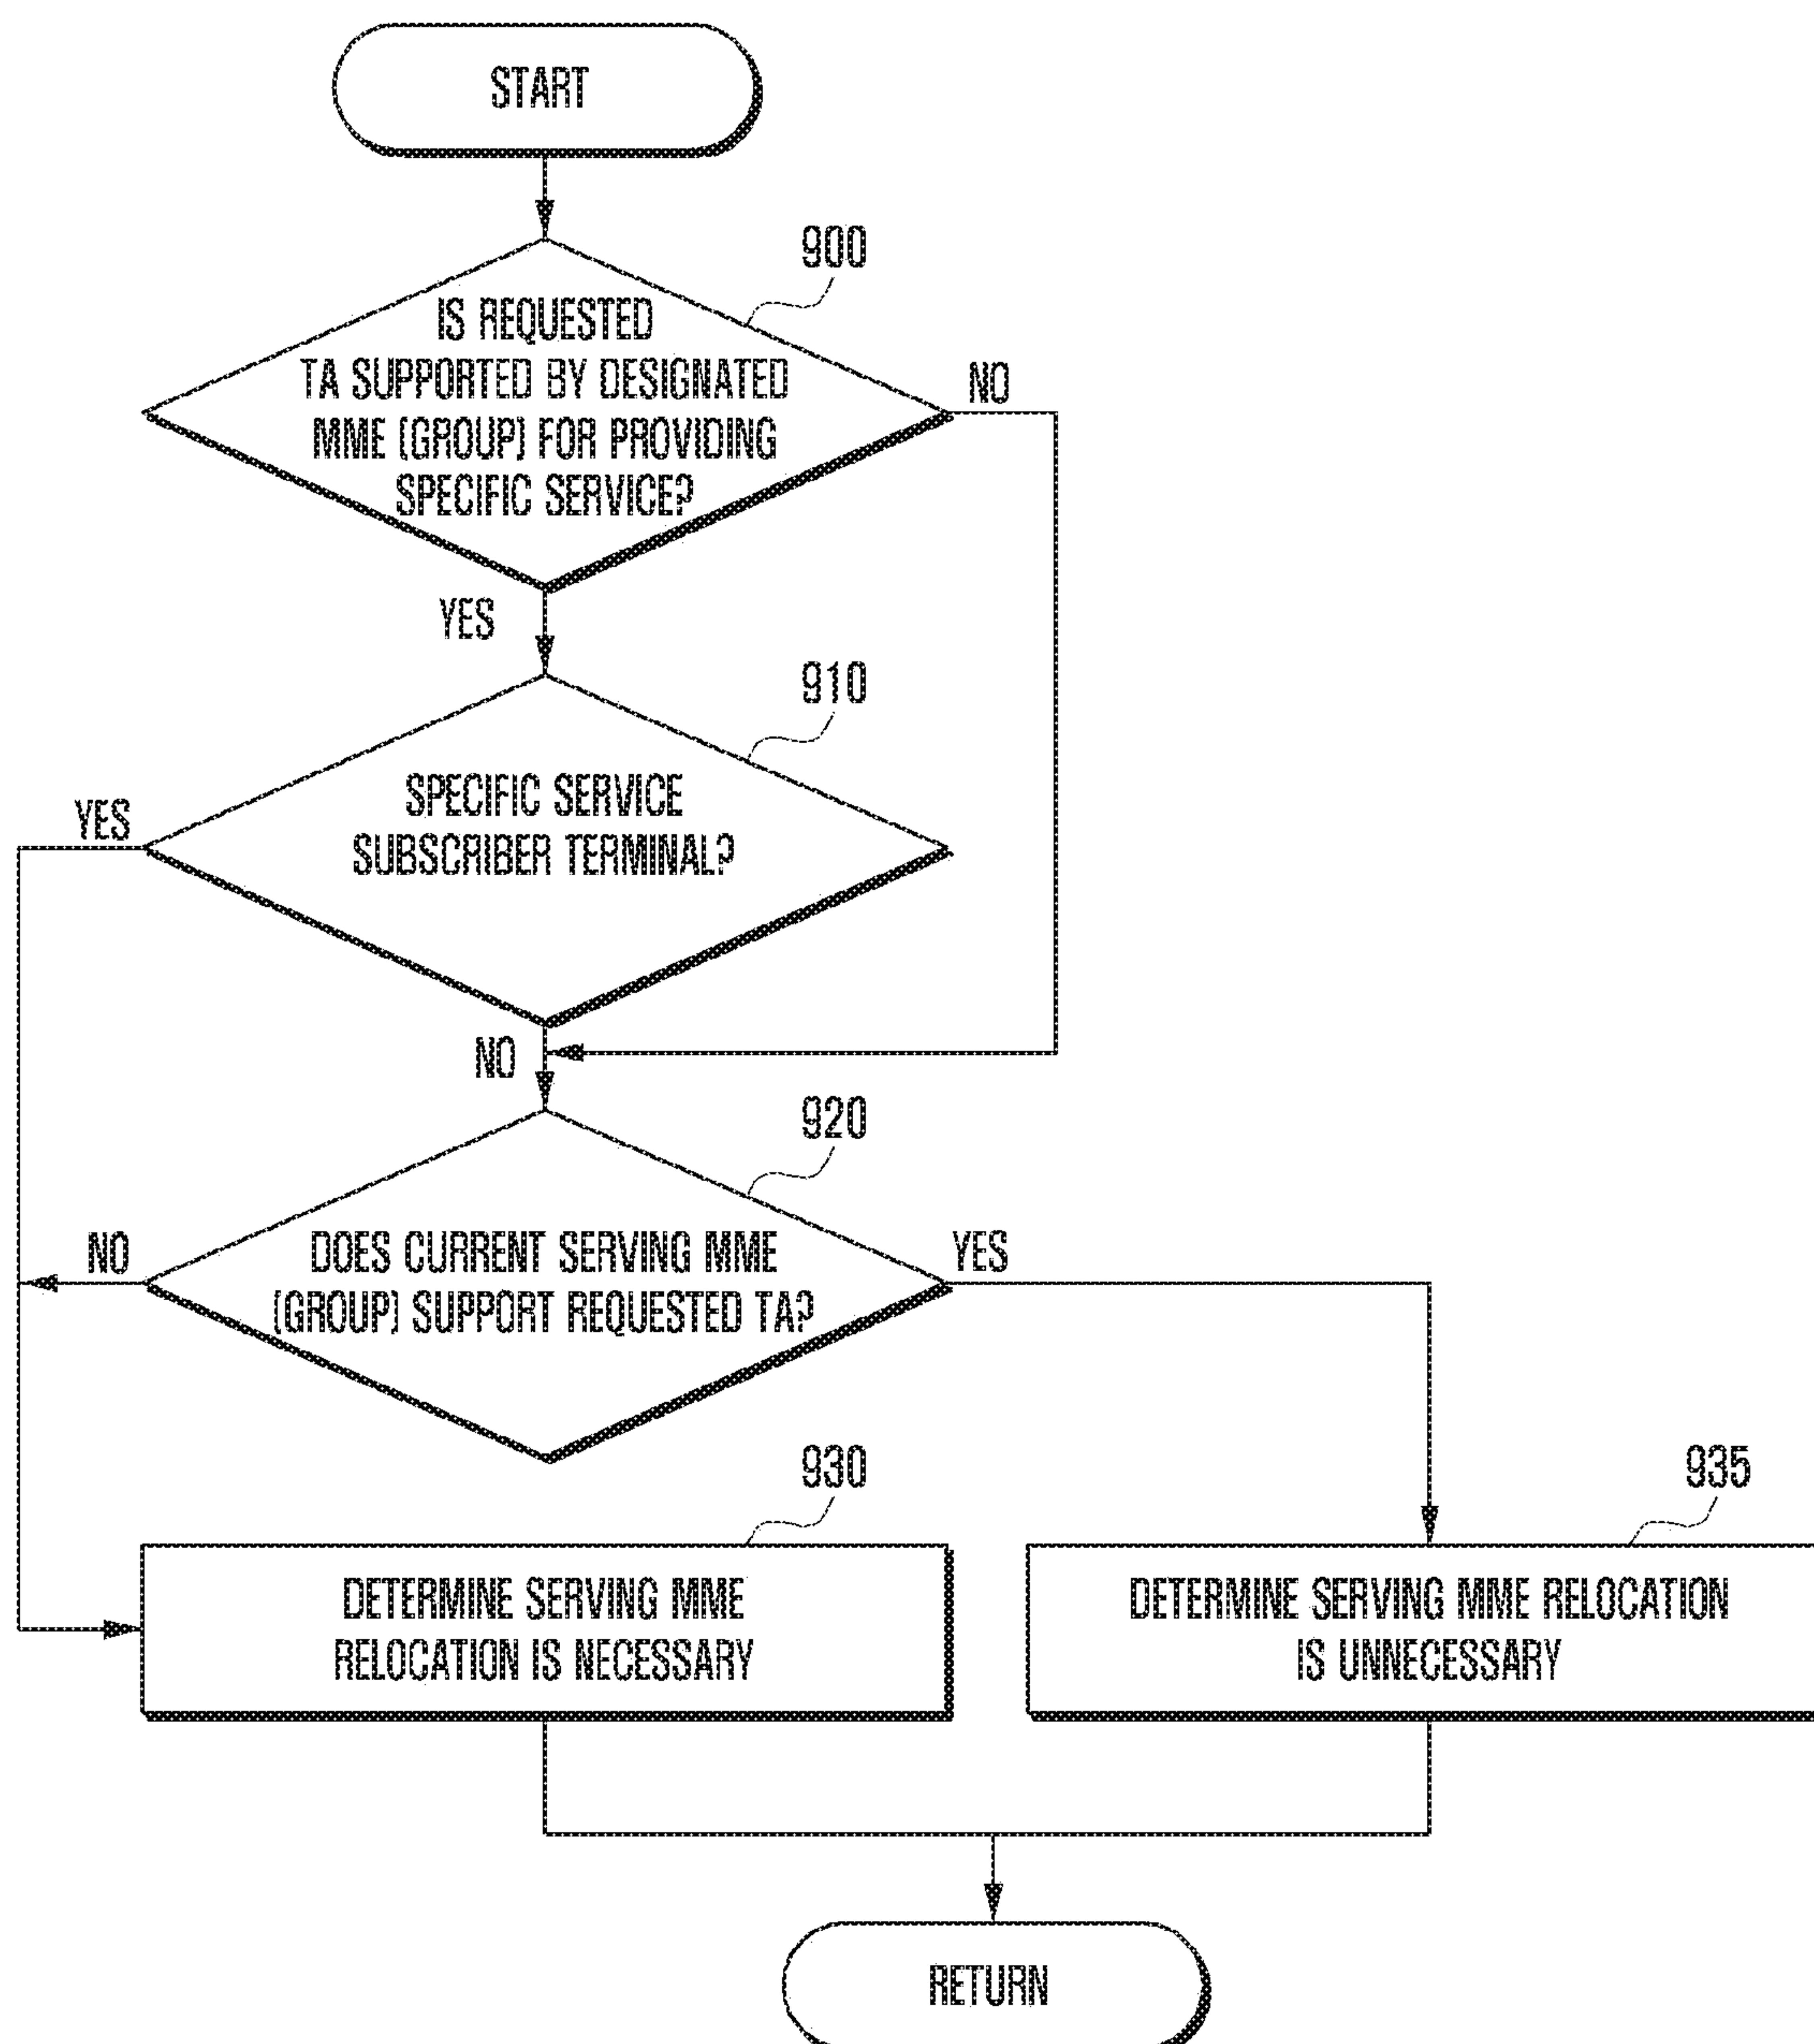 START
900
IS REQUESTED
TA SUPPORTED BY DESIGNATED
MME (GROUP) FOR PROVIDING
SPECIFIC SERVICE?
NO
YES
910
SPECIFIC SERVICE
SUBSCRIBER TERMINAL?
YES
NO
920
DOES CURRENT SERVING MME
(GROUP) SUPPORT REQUESTED TA?
NO
YES
930
DETERMINE SERVING MME
RELOCATION IS NECESSARY
935
DETERMINE SERVING MME RELOCATION
IS UNNECESSARY
RETURN